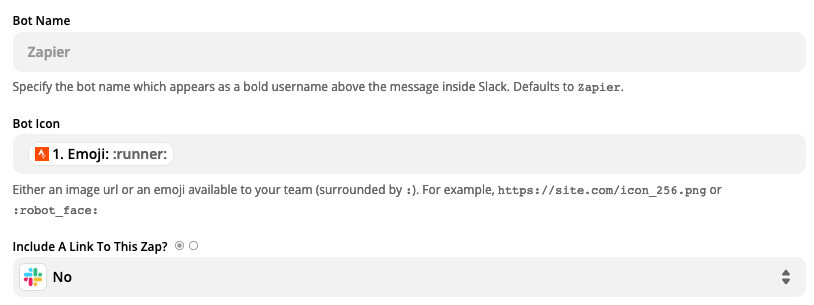 Bot Name
Zapier
Specify the bot name which appears as a bold username above the message inside Slack. Defaults to Zapier.
Bot Icon
1. Emoji: :runner:
Either an image url or an emoji available to your team (surrounded by :). For example, https://site.com/icon_256.png or
:robot_face:
Include A Link To This Zap?
No